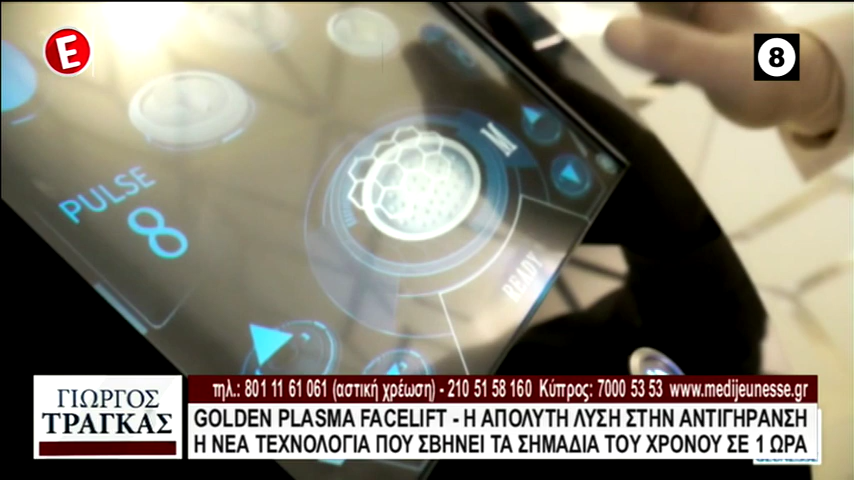 E
8
PULSE
8
M
READY
τηλ.: 801 11 61 061 (αστική χρέωση) - 210 51 58 160 Κύπρος: 7000 53 53 www.medijeunesse.gr
ΓΙΩΡΓΟΣ
ΤΡΑΓΚΑΣ
GOLDEN PLASMA FACELIFT - Η ΑΠΟΛΥΤΗ ΛΥΣΗ ΣΤΗΝ ΑΝΤΙΓΗΡΑΝΣΗ
Η ΝΕΑ ΤΕΧΝΟΛΟΓΙΑ ΠΟΥ ΣΒΗΝΕΙ ΤΑ ΣΗΜΑΔΙΑ ΤΟΥ ΧΡΟΝΟΥ ΣΕ 1 ΩΡΑ